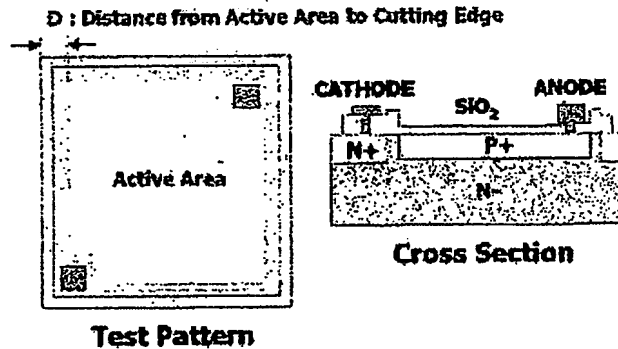 D : Distance from Active Area to Cutting Edge
CATHODE
SiO₂
ANODE
N+
P+
Active Area
N-
Cross Section
Test Pattern